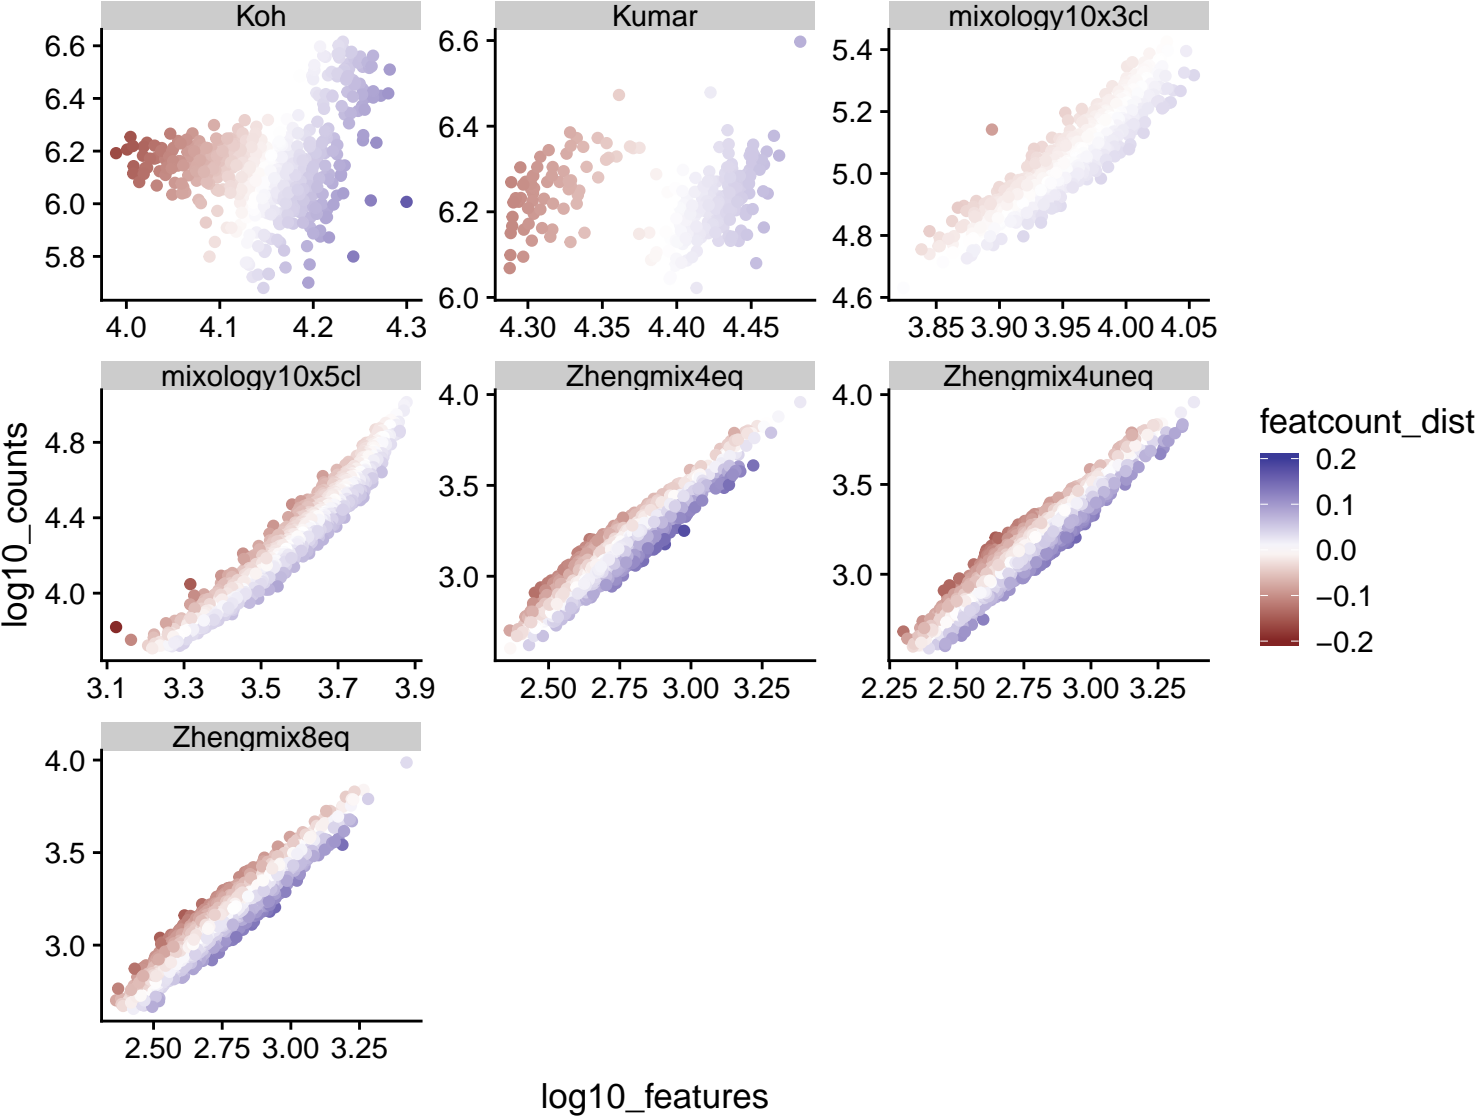 Koh
Kumar
mixology10x3cl
6.6
6.4
6.2
6.0
5.8
4.0 4.1 4.2 4.3
6.6
6.4
6.2
6.0
4.30 4.35 4.40 4.45
5.4
5.2
5.0
4.8
4.6
3.85 3.90 3.95 4.00 4.05
mixology10x5cl
Zhengmix4eq
Zhengmix4uneq
4.8
4.4
4.0
3.1 3.3 3.5 3.7 3.9
4.0
3.5
3.0
2.50 2.75 3.00 3.25
4.0
3.5
3.0
2.25 2.50 2.75 3.00 3.25
Zhengmix8eq
4.0
3.5
3.0
2.50 2.75 3.00 3.25
log10_counts
log10_features
featcount_dist
0.2
0.1
0.0
−0.1
−0.2